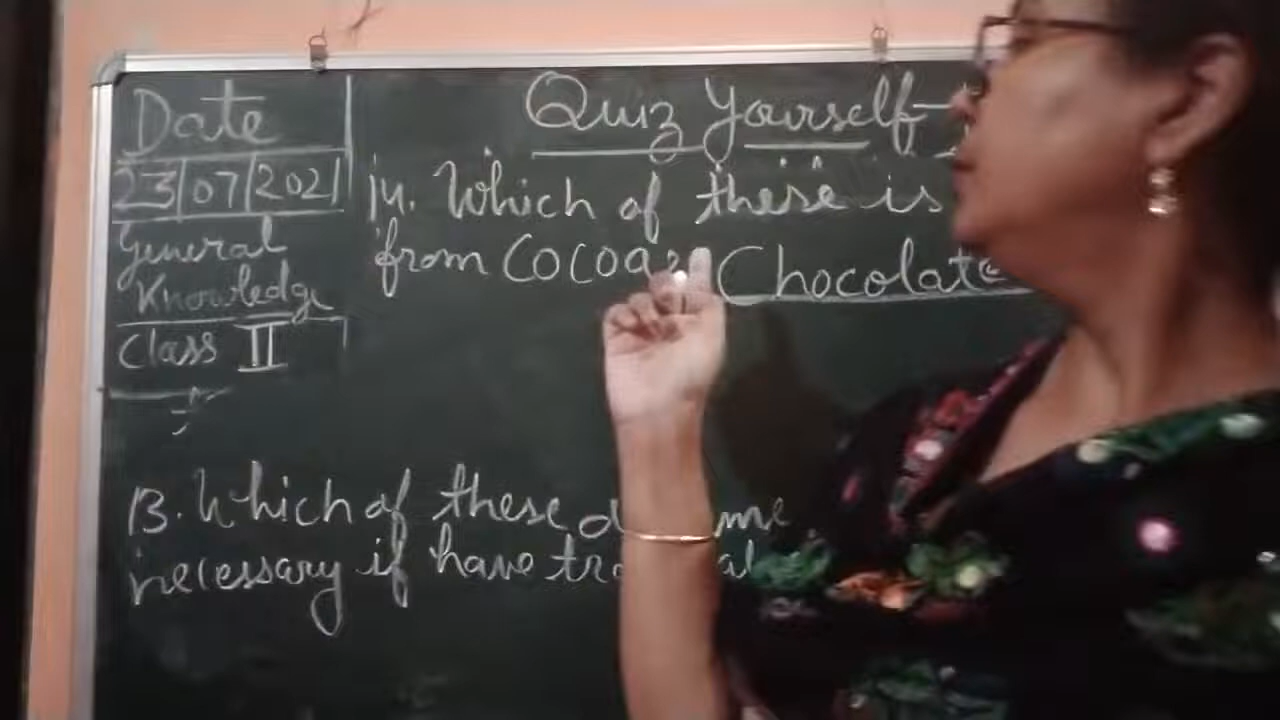 Date
23/07/2021
General
Knowledge
Class II
Quiz Yourself-
14. Which of these is
from cocoa? Chocolate
13. Which of these
necessary if have